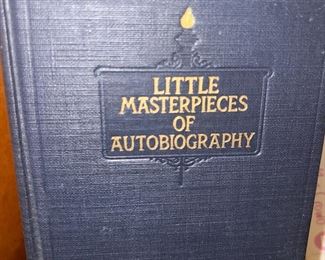 LITTLE
MASTERPIECES
OF
AUTOBIOGRAPHY